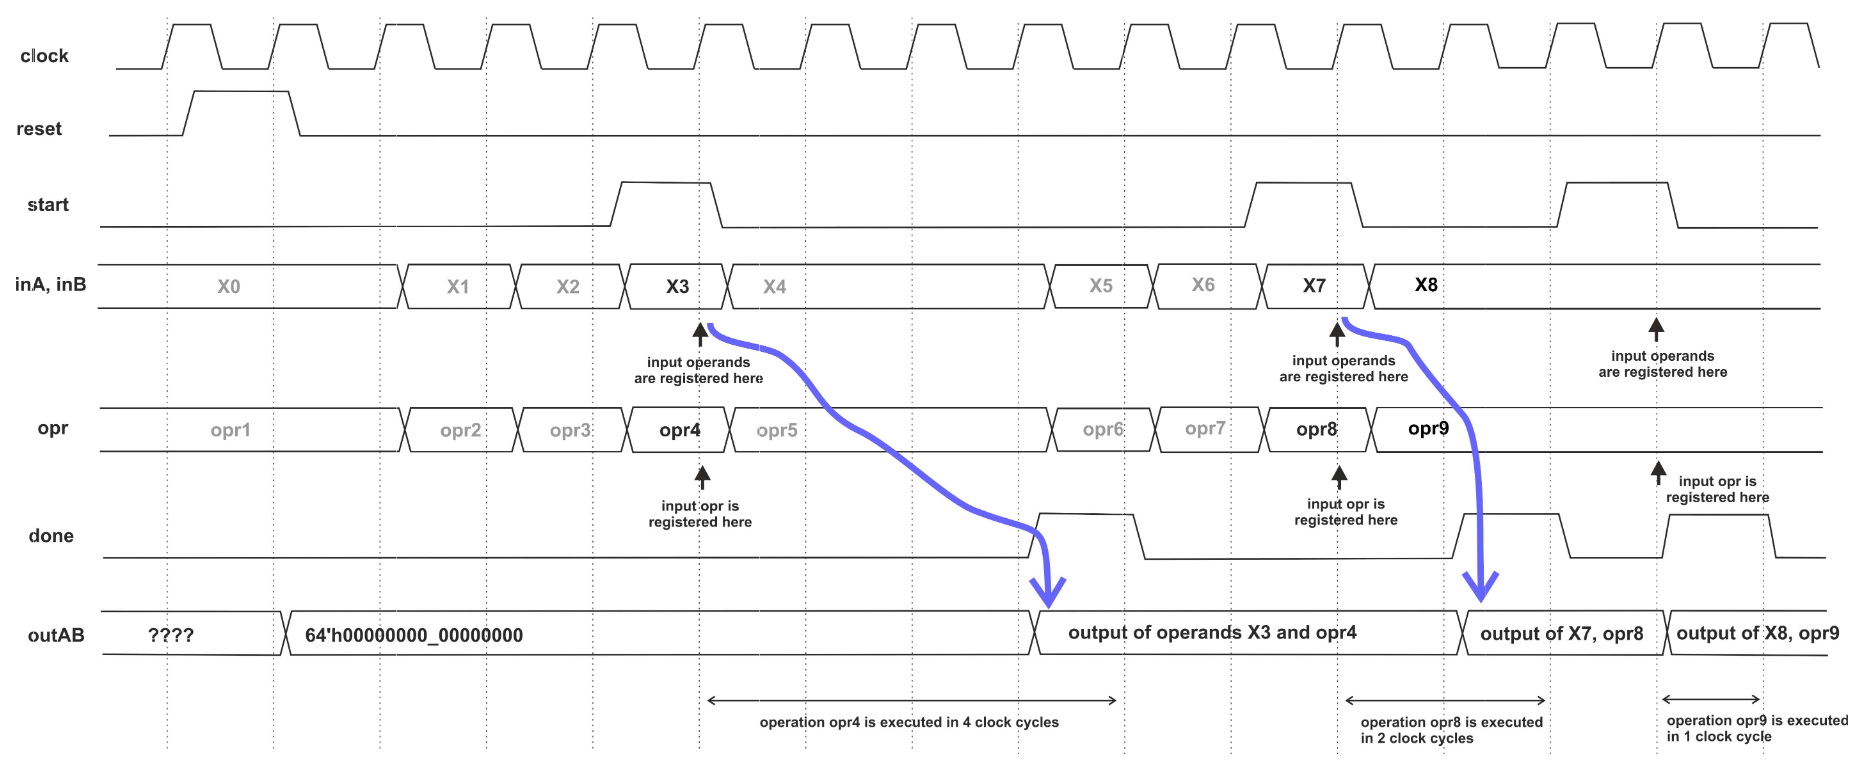 clock
reset
start
inA, inB
X0
X1
X2
X3
X4
X5
X6
X7
X8
input operands
are registered here
input operands
are registered here
input operands
are registered here
opr
opr1
opr2
opr3
opr4
opr5
opr6
opr7
opr8
opr9
input opr is
registered here
input opr is
registered here
input opr is
registered here
done
outAB
????
64'h00000000_00000000
output of operands X3 and opr4
output of X7, opr8
output of X8, opr9
operation opr4 is executed in 4 clock cycles
operation opr8 is executed
in 2 clock cycles
operation opr9 is executed
in 1 clock cycle